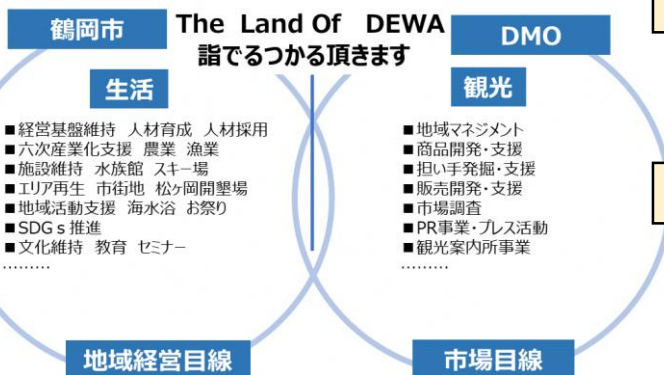 鶴岡市
The Land Of DEWA
詣でるつかる頂きます
DMO
生活
■経営基盤維持 人材育成 人材採用
■六次産業化支援 農業 漁業
■施設維持 水族館 スキー場
■エリア再生 市街地 松ヶ岡開墾場
■地域活動支援 海水浴 お祭り
■SDGs推進
■文化維持 教育 セミナー
………
観光
■地域マネジメント
■商品開発・支援
■担い手発掘・支援
■販売開発・支援
■市場調査
■PR事業・プレス活動
■観光案内所事業
………
地域経営目線
市場目線